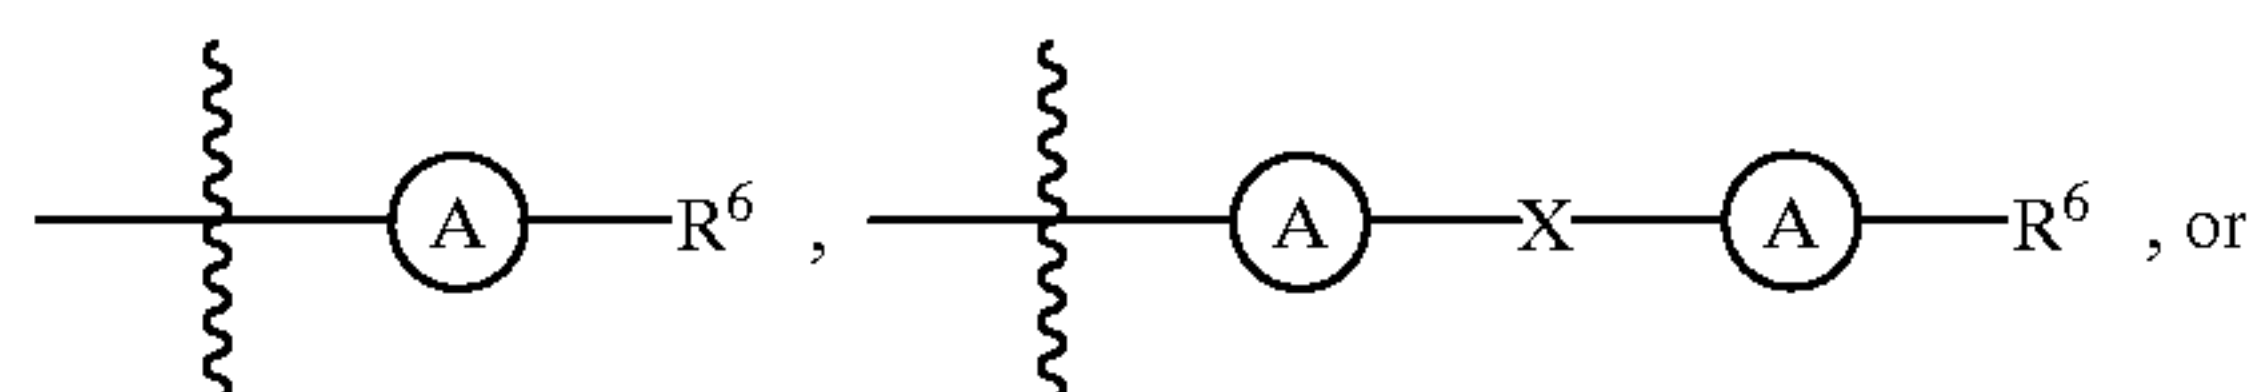 A R⁶ , A X A R⁶ , or